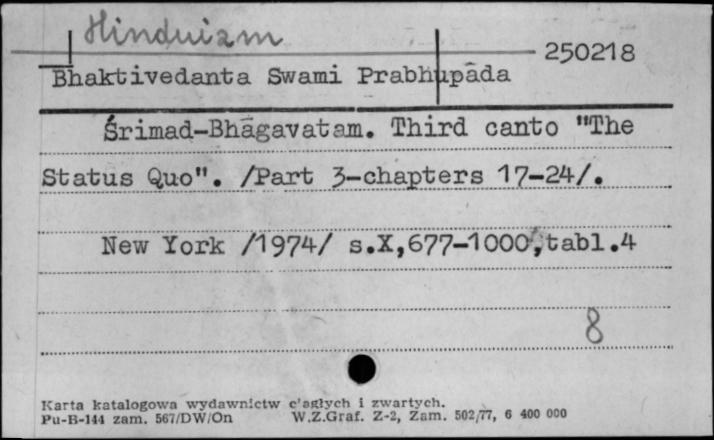 Hinduizm
250218
Bhaktivedanta Swami Prabhupāda
Śrimad-Bhāgavatam. Third canto "The
Status Quo". /Part 3-chapters 17-24/.
New York /1974/ s.X,677-1000,tabl.4
8
Karta katalogowa wydawnictw c'agłych i zwartych.
Pu-B-144 zam. 567/DW/On W.Z.Graf. Z-2, Zam. 502/77, 6 400 000